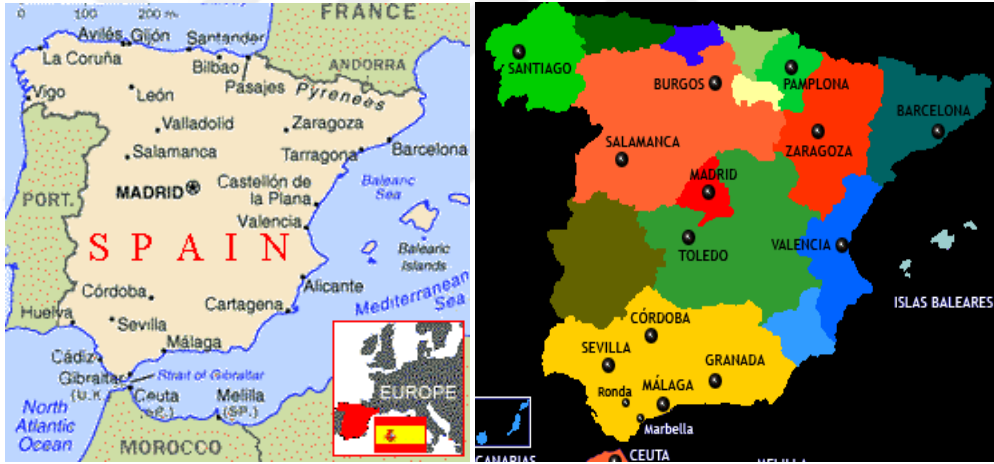 0 100 200 m.
FRANCE
Avilés Gijón
Santander
La Coruña
Bilbao
ANDORRA
Pasajes
Pyrenees
Vigo
León
Valladolid
Zaragoza
Salamanca
Tarragona
Barcelona
PORT.
MADRID
Castellón de
la Plana
Balearic
Sea
Valencia
SPAIN
Balearic
Islands
Alicante
Córdoba
Cartagena
Mediterranean
Sea
Huelva
Sevilla
Málaga
Cádiz
Gibraltar
(U.K.)
Strait of Gibraltar
Ceuta
(SP.)
Melilla
(SP.)
North
Atlantic
Ocean
MOROCCO
EUROPE
SANTIAGO
BURGOS
PAMPLONA
BARCELONA
SALAMANCA
ZARAGOZA
MADRID
TOLEDO
VALENCIA
ISLAS BALEARES
CÓRDOBA
SEVILLA
GRANADA
Ronda
MÁLAGA
Marbella
CANARIAS
CEUTA
MELILLA